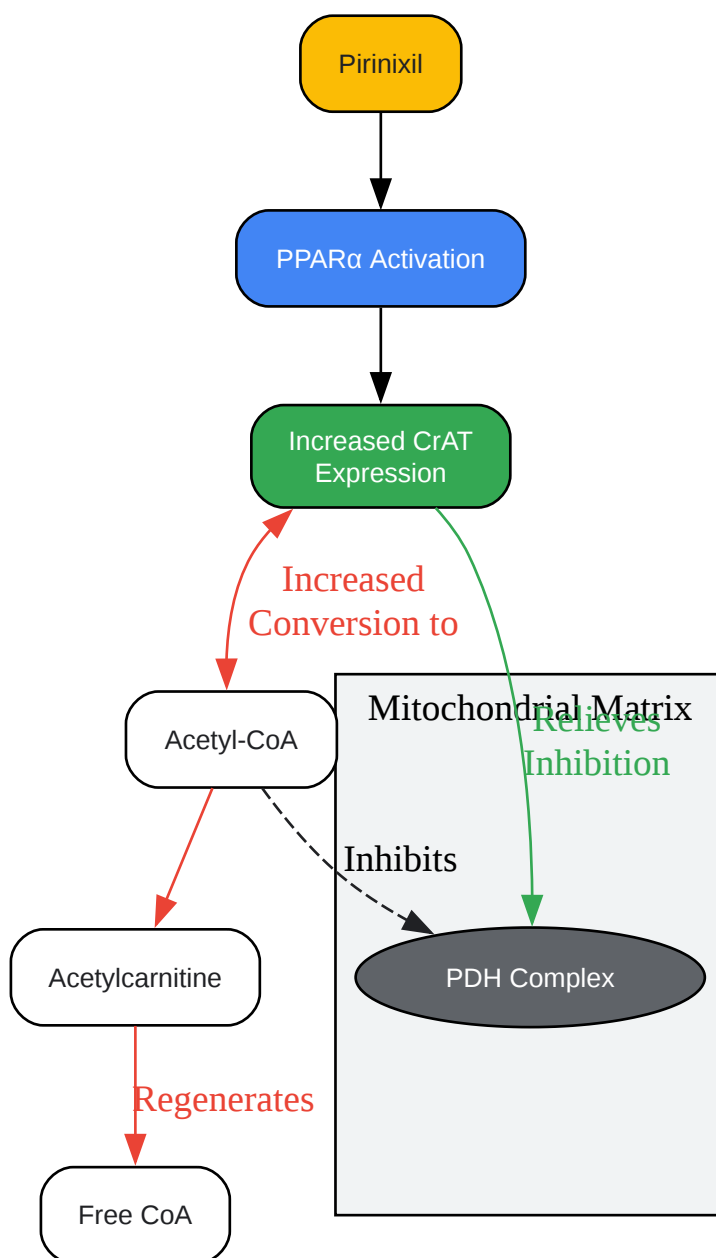 Pirinixil
PPARα Activation
Increased CrAT
Expression
Increased
Conversion to
Mitochondrial Matrix
Relieves
Inhibition
Acetyl-CoA
Inhibits
Acetylcarnitine
PDH Complex
Regenerates
Free CoA